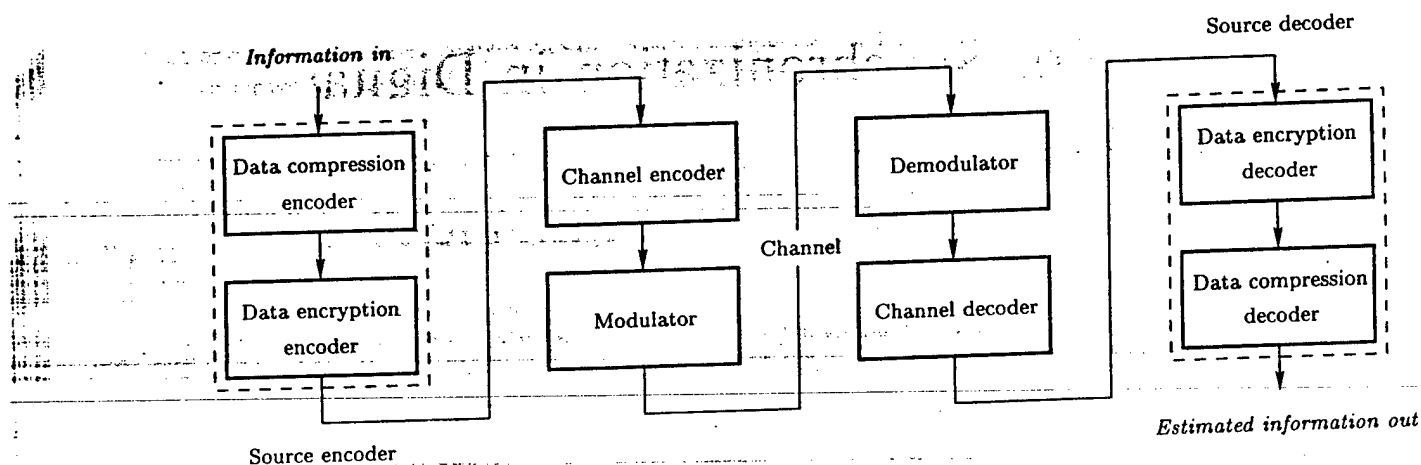 Information in
Data compression
encoder
Data encryption
encoder
Source encoder
Channel encoder
Modulator
Channel
Demodulator
Channel decoder
Source decoder
Data encryption
decoder
Data compression
decoder
Estimated information out